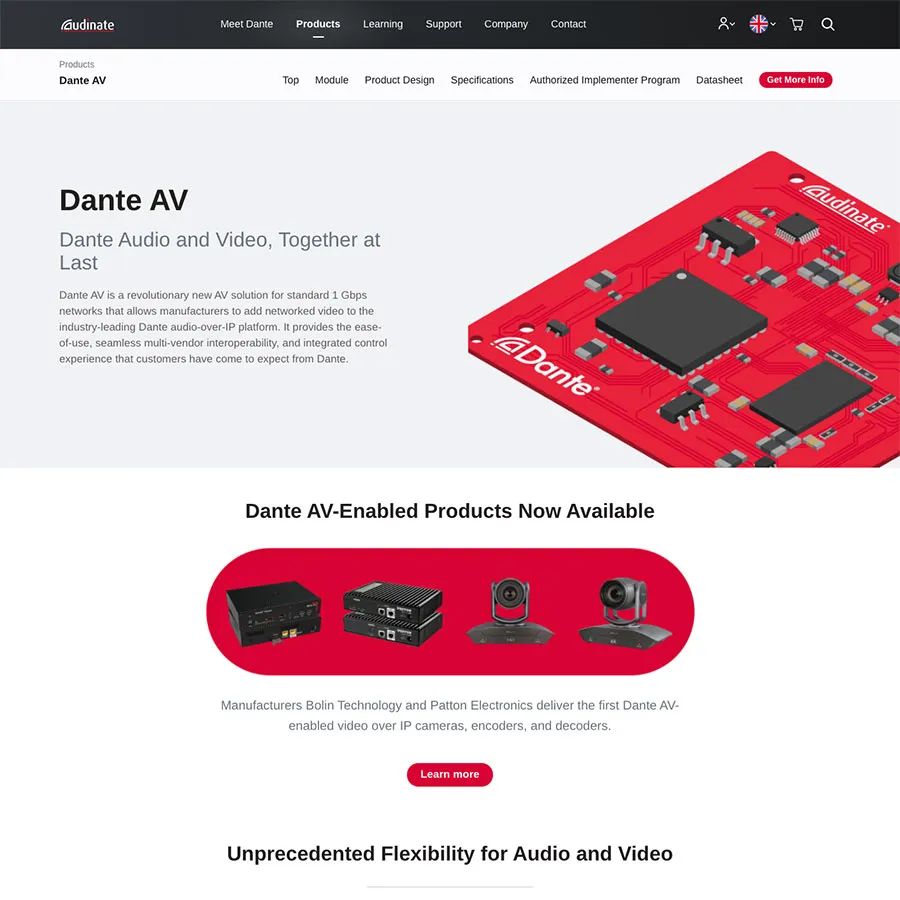 Audinate
Meet Dante
Products
Learning
Support
Company
Contact
Products
Dante AV
Top
Module
Product Design
Specifications
Authorized Implementer Program
Datasheet
Get More Info
Dante AV
Dante Audio and Video, Together at
Last
Dante AV is a revolutionary new AV solution for standard 1 Gbps
networks that allows manufacturers to add networked video to the
industry-leading Dante audio-over-IP platform. It provides the ease-
of-use, seamless multi-vendor interoperability, and integrated control
experience that customers have come to expect from Dante.
Audinate
Dante
Dante AV-Enabled Products Now Available
Manufacturers Bolin Technology and Patton Electronics deliver the first Dante AV-
enabled video over IP cameras, encoders, and decoders.
Learn more
Unprecedented Flexibility for Audio and Video